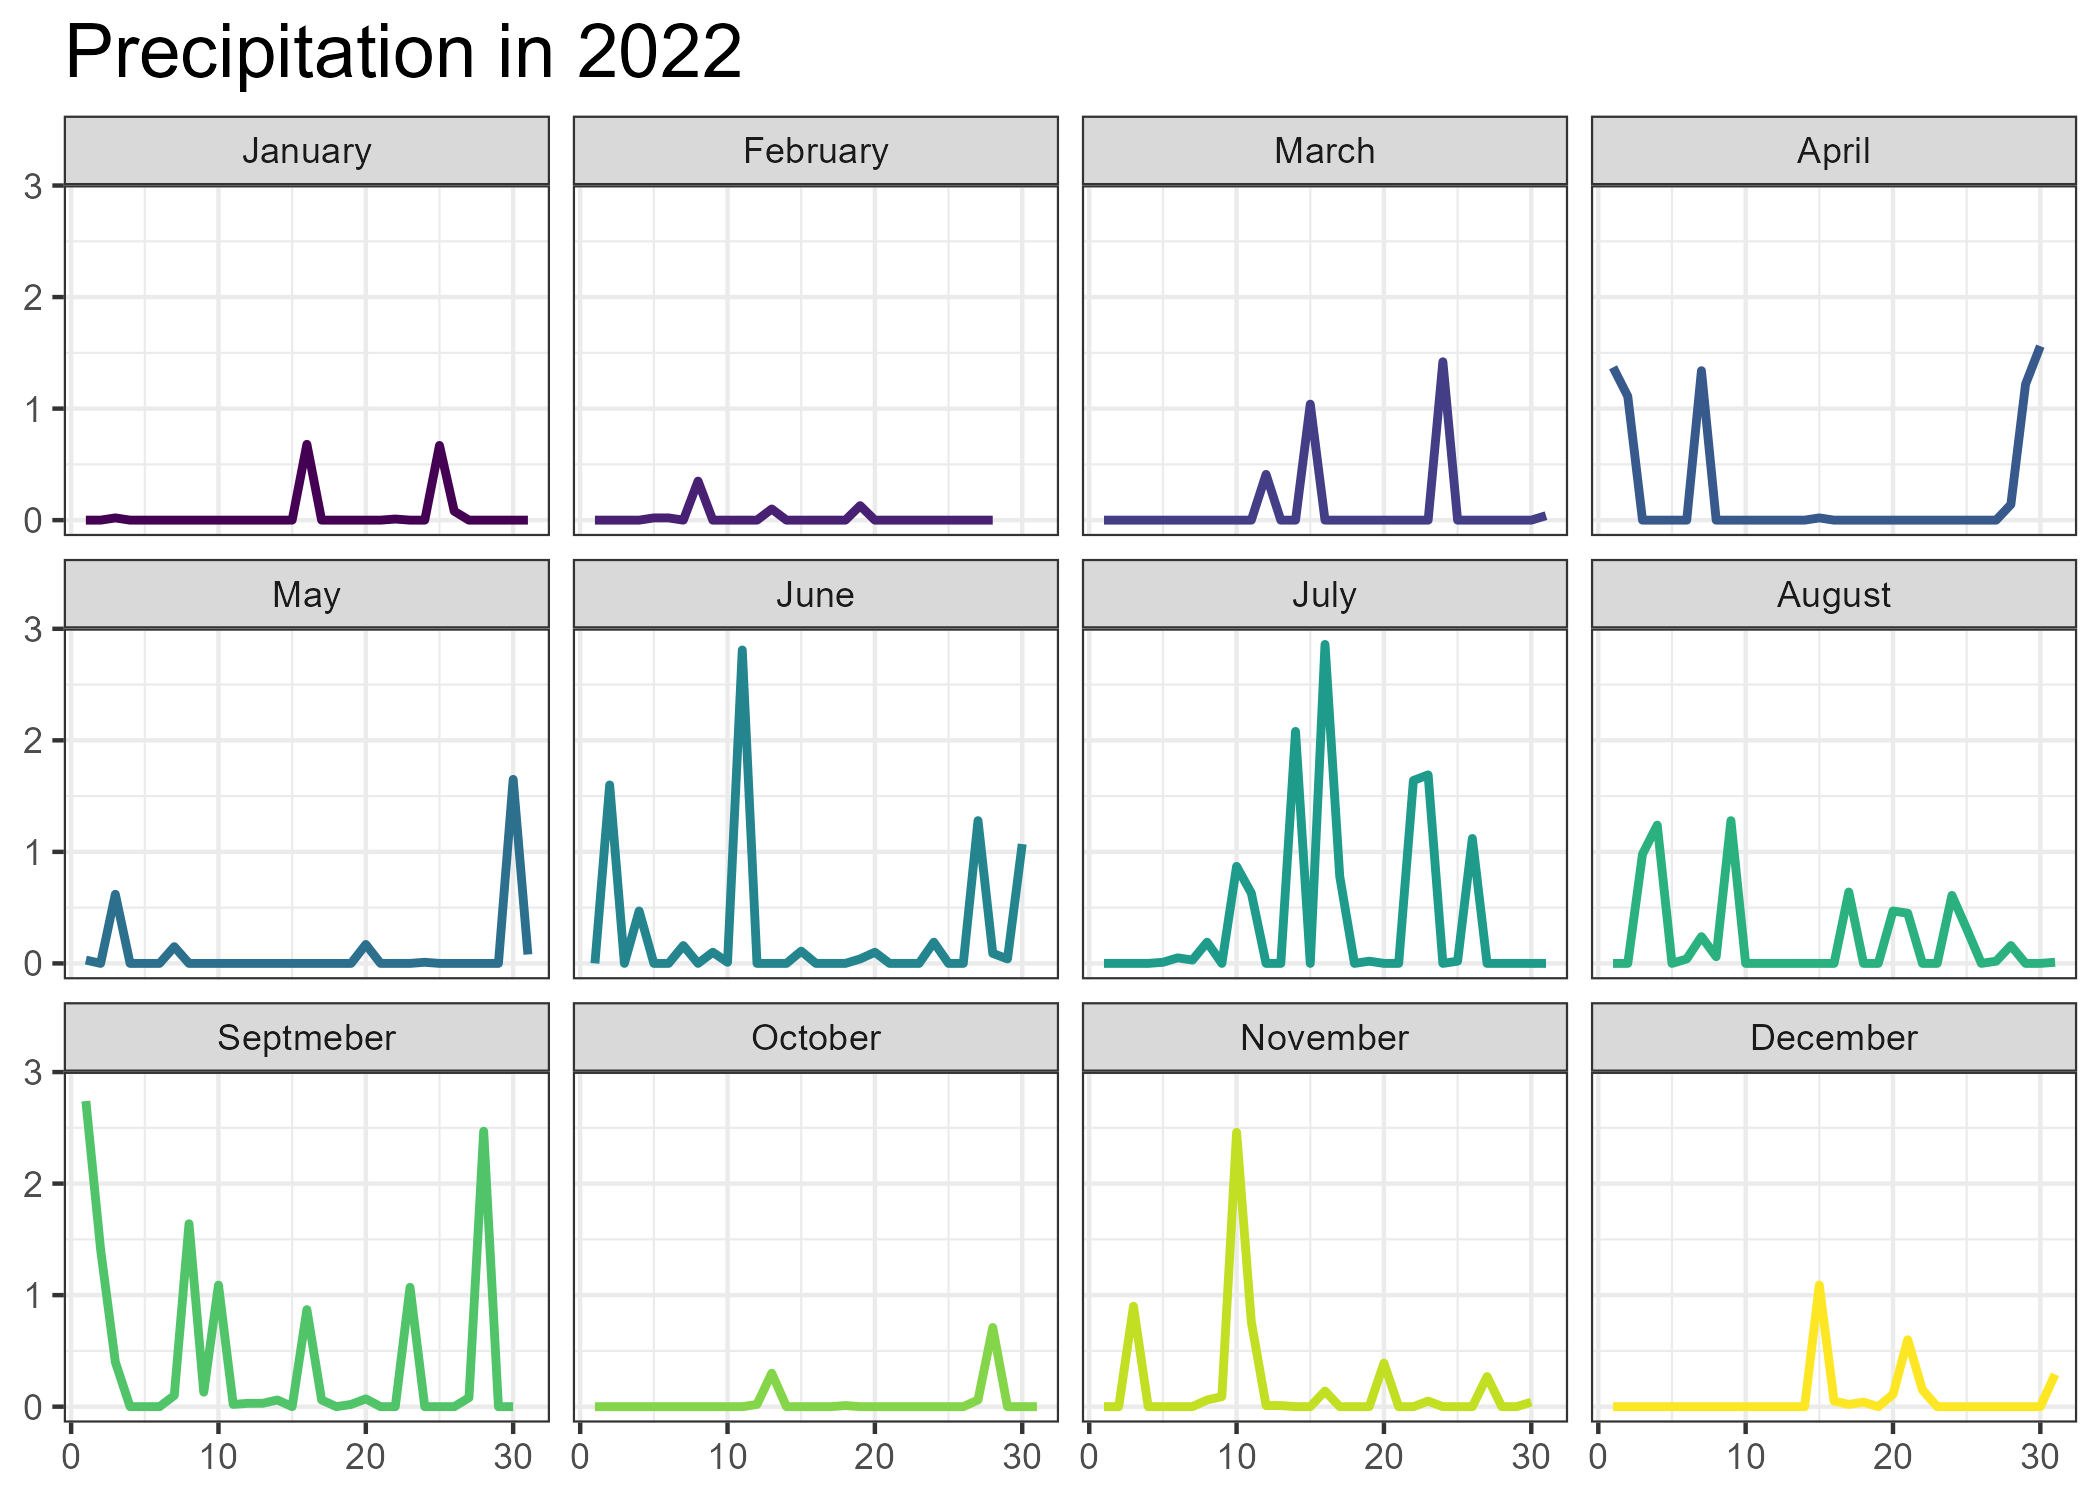 Precipitation in 2022
January February March April
3
2
1
0
May June July August
3
2
1
0
Septmeber October November December
3
2
1
0
0 10 20 30 0 10 20 30 0 10 20 30 0 10 20 30